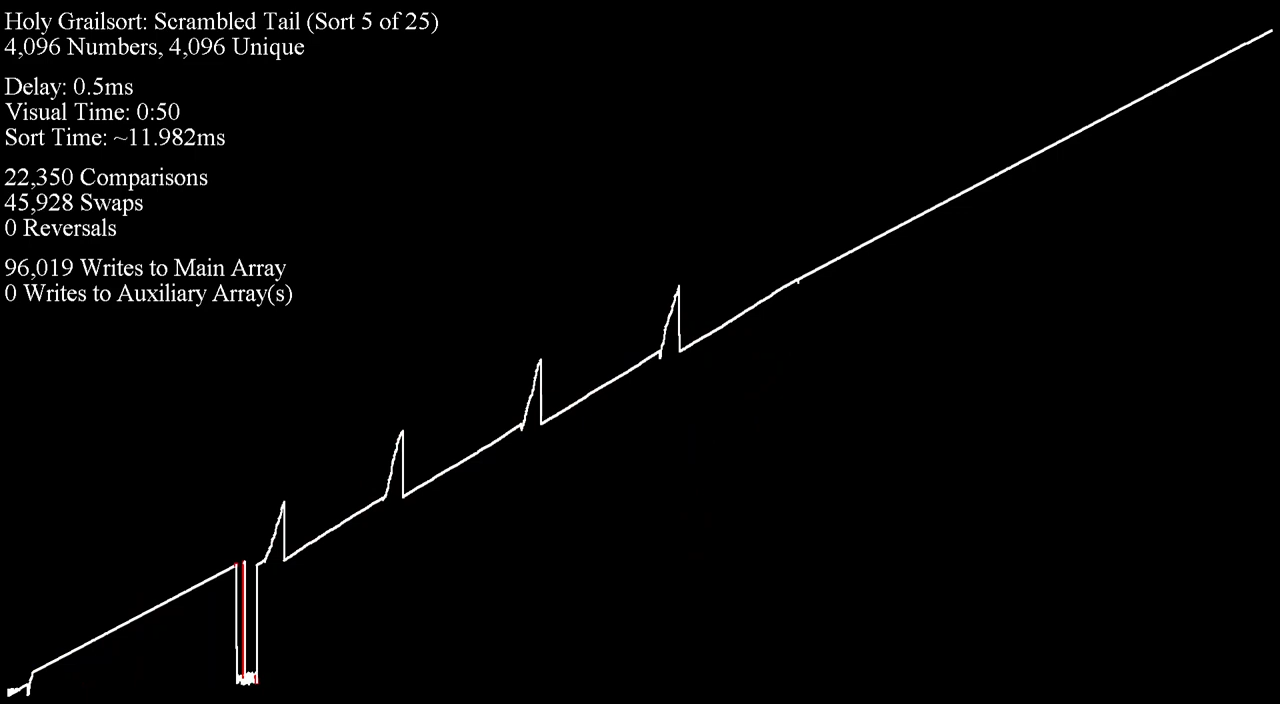 Holy Grailsort: Scrambled Tail (Sort 5 of 25)
4,096 Numbers, 4,096 Unique
Delay: 0.5ms
Visual Time: 0:50
Sort Time: ~11.982ms
22,350 Comparisons
45,928 Swaps
0 Reversals
96,019 Writes to Main Array
0 Writes to Auxiliary Array(s)